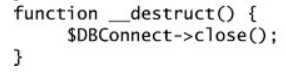 function __destruct() {
     $DBConnect->close();
}